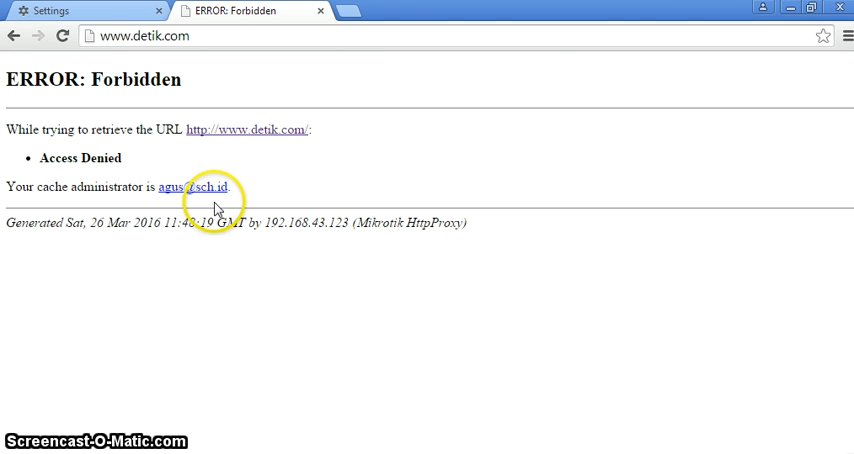 Settings
ERROR: Forbidden
www.detik.com
ERROR: Forbidden
While trying to retrieve the URL http://www.detik.com/:
• Access Denied
Your cache administrator is agus@sch.id.
Generated Sat, 26 Mar 2016 11:48:19 GMT by 192.168.43.123 (Mikrotik HttpProxy)
Screencast-O-Matic.com